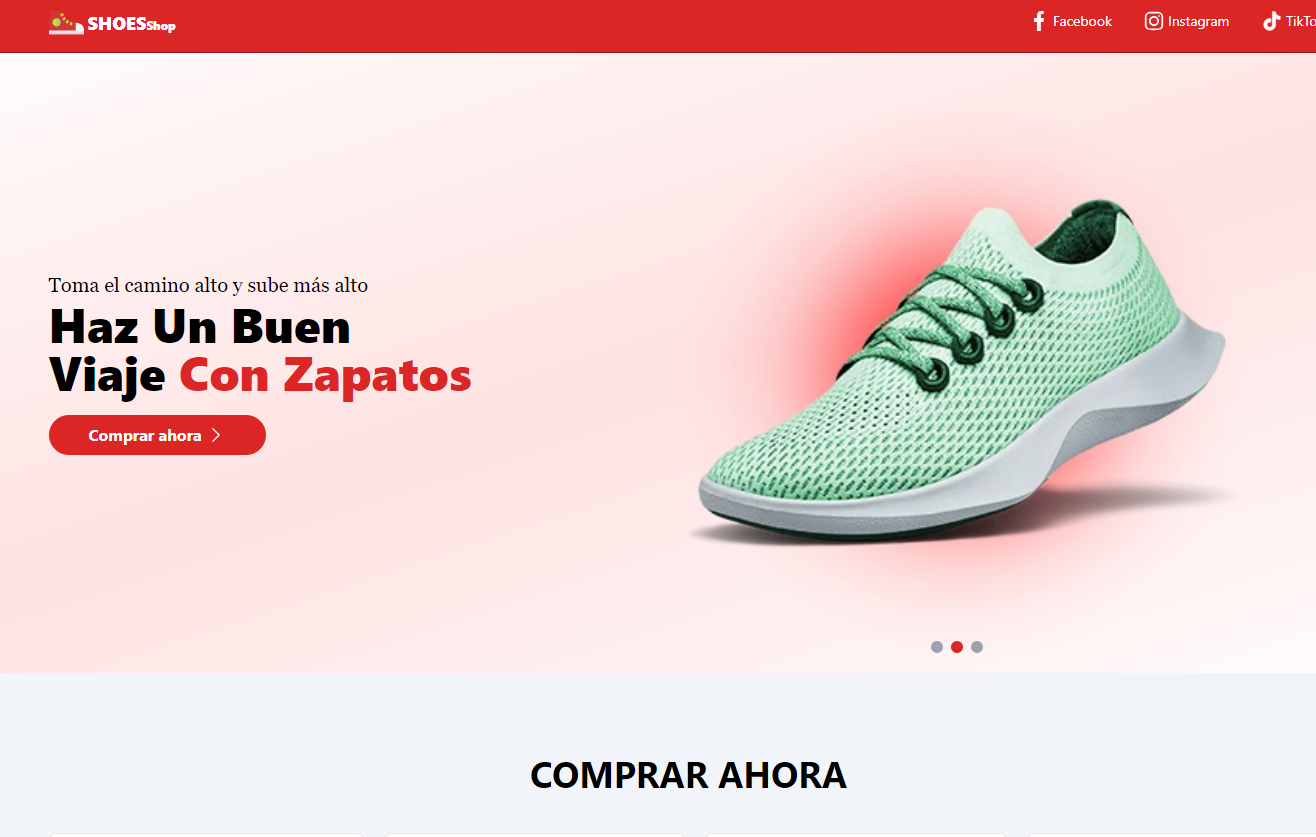 SHOESShop
Facebook
Instagram
Toma el camino alto y sube más alto
Haz Un Buen
Viaje Con Zapatos
Comprar ahora
COMPRAR AHORA